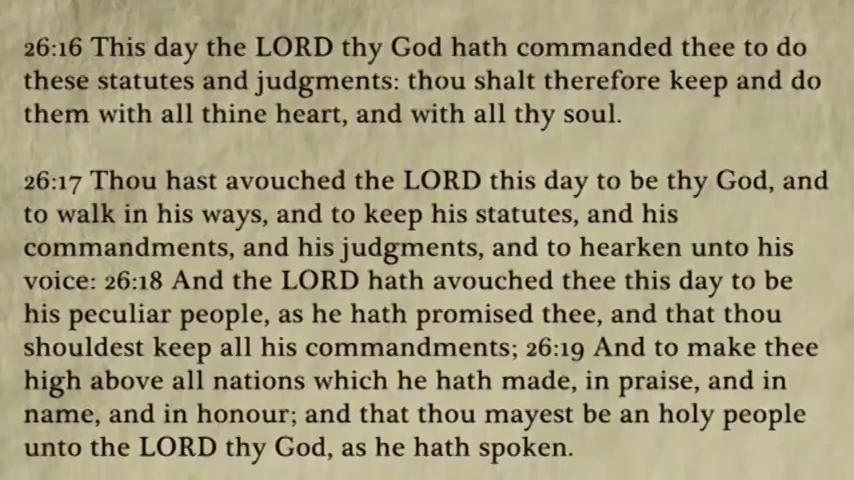 26:16 This day the LORD thy God hath commanded thee to do
these statutes and judgments: thou shalt therefore keep and do
them with all thine heart, and with all thy soul.
26:17 Thou hast avouched the LORD this day to be thy God, and
to walk in his ways, and to keep his statutes, and his
commandments, and his judgments, and to hearken unto his
voice: 26:18 And the LORD hath avouched thee this day to be
his peculiar people, as he hath promised thee, and that thou
shouldest keep all his commandments; 26:19 And to make thee
high above all nations which he hath made, in praise, and in
name, and in honour; and that thou mayest be an holy people
unto the LORD thy God, as he hath spoken.